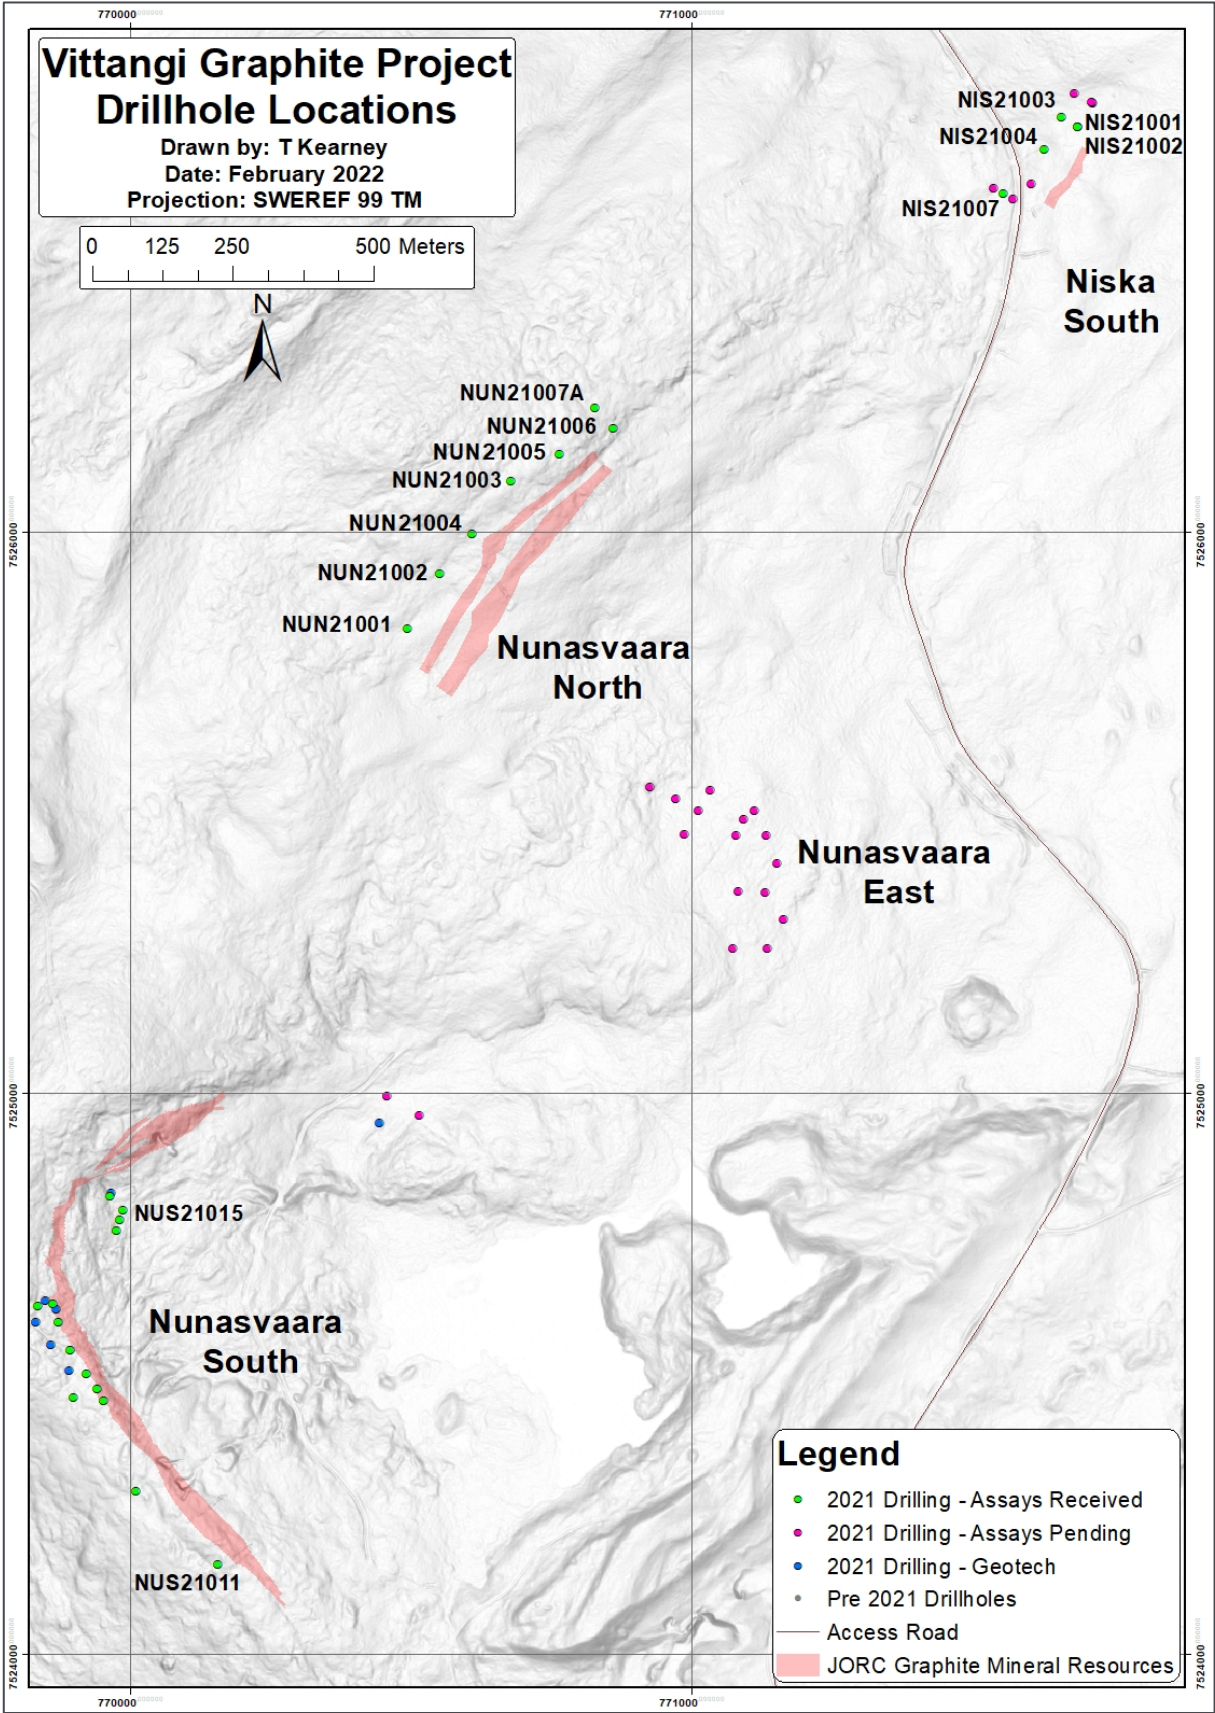 770000
771000
Vittangi Graphite Project
Drillhole Locations
Drawn by: T Kearney
Date: February 2022
Projection: SWEREF 99 TM
0 125 250 500 Meters
N
NIS21003
NIS21001
NIS21004
NIS21002
NIS21007
Niska
South
NUN21007A
NUN21006
NUN21005
NUN21003
NUN21004
NUN21002
NUN21001
7526000
7526000
Nunasvaara
North
Nunasvaara
East
7525000
7525000
NUS21015
Nunasvaara
South
NUS21011
Legend
2021 Drilling - Assays Received
2021 Drilling - Assays Pending
2021 Drilling - Geotech
Pre 2021 Drillholes
Access Road
JORC Graphite Mineral Resources
7524000
7524000
770000
771000